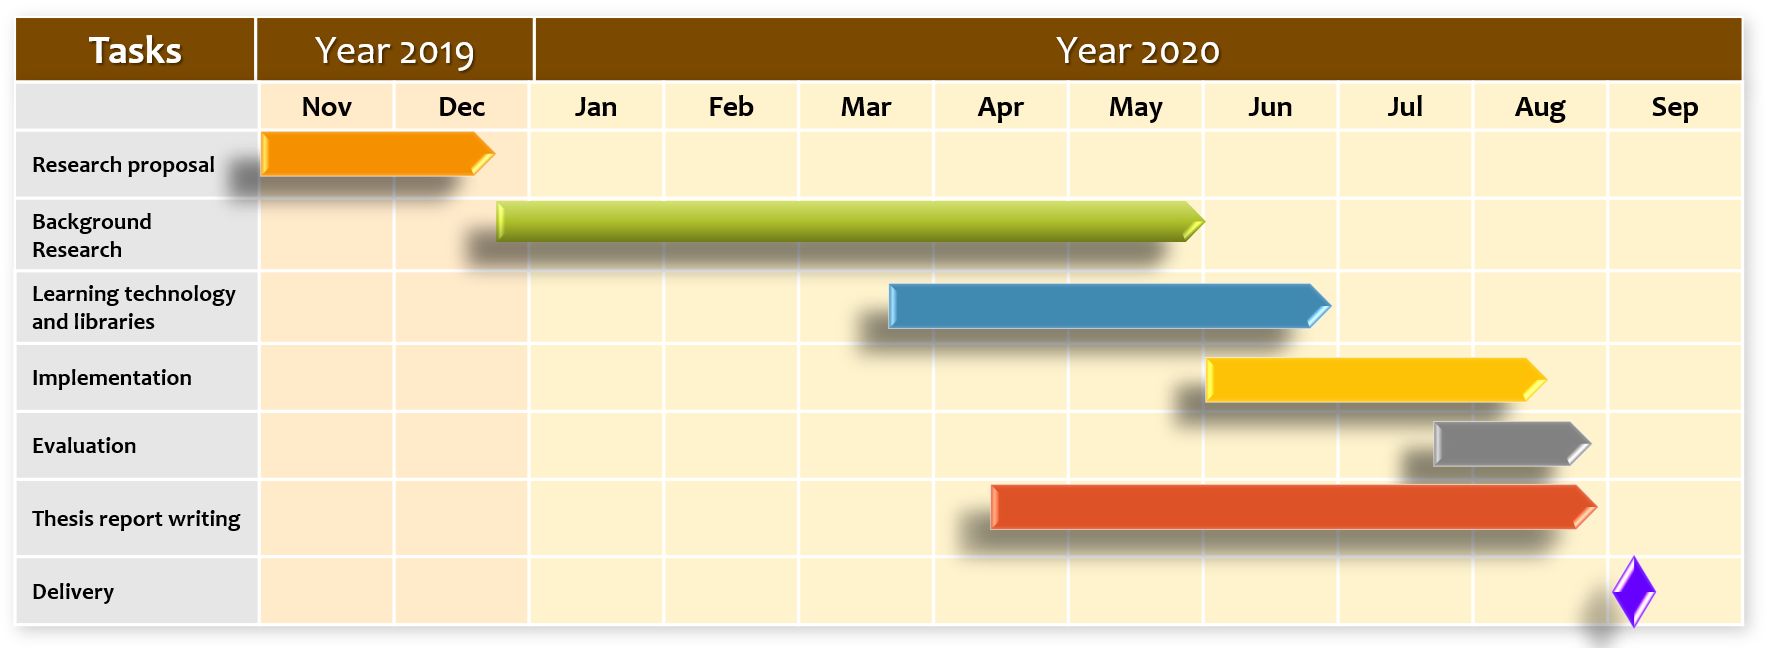 Tasks Year 2019 Year 2020
Nov Dec Jan Feb Mar Apr May Jun Jul Aug Sep
Research proposal
Background
Research
Learning technology
and libraries
Implementation
Evaluation
Thesis report writing
Delivery